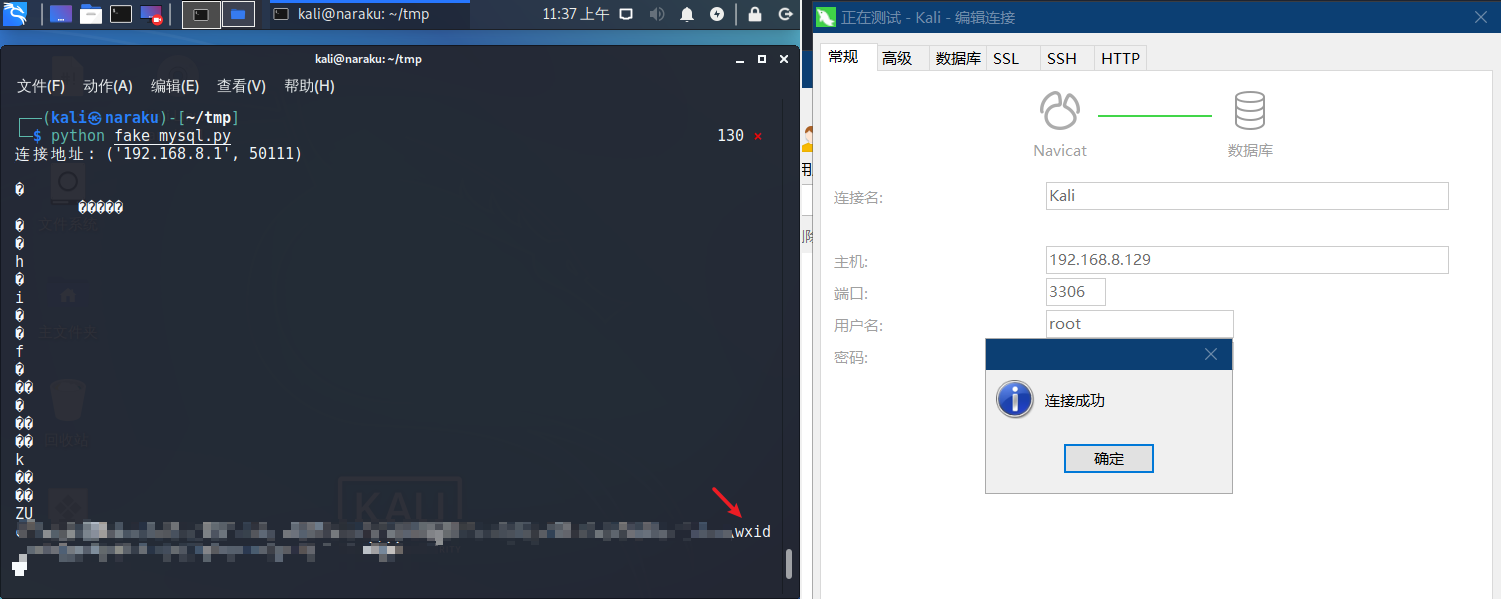 kali@naraku: ~/tmp
11:37 上午
kali@naraku: ~/tmp
文件(F) 动作(A) 编辑(E) 查看(V) 帮助(H)
┌──(kali㉿naraku)-[~/tmp]
└─$ python fake_mysql.py 130 ⨯
连接地址: ('192.168.8.1', 50111)
�
�����
�
�
h
�
i
�
�
f
�
��
�
��
��
k
��
��
ZU
wxid
KALI
正在测试 - Kali - 编辑连接
常规 高级 数据库 SSL SSH HTTP
Navicat 数据库
连接名: Kali
主机: 192.168.8.129
端口: 3306
用户名: root
密码:
连接成功
确定